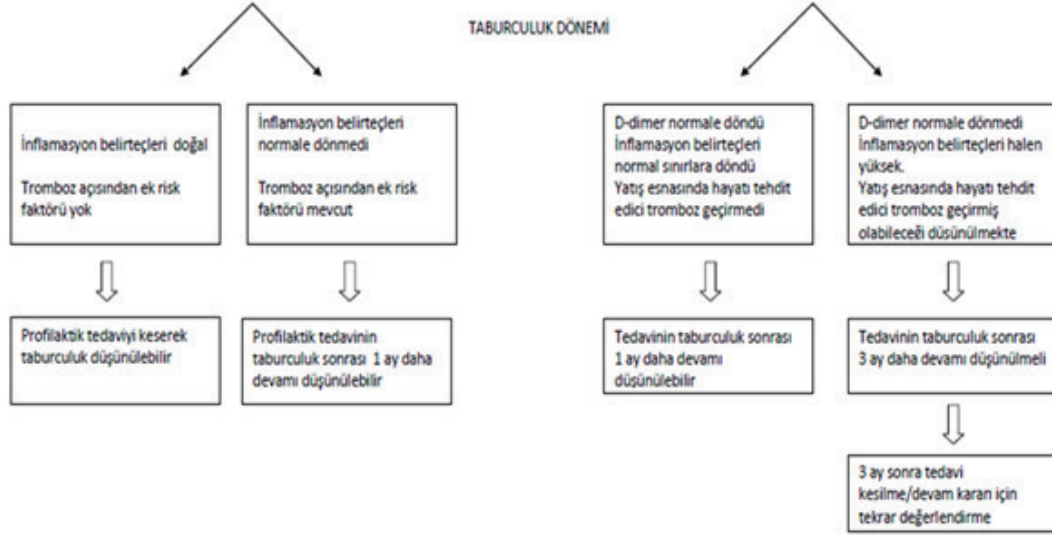 TABURCULUK DÖNEMİ
İnflamasyon belirteçleri doğal
Tromboz açısından ek risk
faktörü yok
İnflamasyon belirteçleri
normale dönmedi
Tromboz açısından ek risk
faktörü mevcut
D-dimer normale döndü
İnflamasyon belirteçleri
normal sınırlara döndü
Yatış esnasında hayatı tehdit
edici tromboz geçirmedi
D-dimer normale dönmedi
İnflamasyon belirteçleri halen
yüksek.
Yatış esnasında hayatı tehdit
edici tromboz geçirmiş
olabileceği düsünülmekte
Profilaktik tedaviyi keserek
taburculuk düşünülebilir
Profilaktik tedavinin
taburculuk sonrası 1 ay daha
devamı düşünülebilir
Tedavinin taburculuk sonrası
1 ay daha devamı
düşünülebilir
Tedavinin taburculuk sonrası
3 ay daha devamı düşünülmeli
3 ay sonra tedavi
kesilme/devam kararı için
tekrar değerlendirme